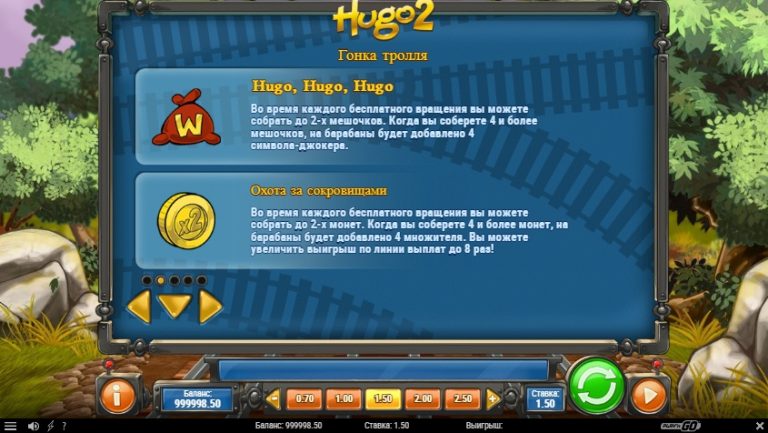 Hugo 2
Гонка тролля
Hugo, Hugo, Hugo
Во время каждого бесплатного вращения вы можете
собрать до 2-х мешочков. Когда вы соберете 4 и более
мешочков, на барабаны будет добавлено 4
символа-джокера.
W
Охота за сокровищами
Во время каждого бесплатного вращения вы можете
собрать до 2-х монет. Когда вы соберете 4 и более монет, на
барабаны будет добавлено 4 множителя. Вы можете
увеличить выигрыш по линии выплат до 8 раз!
x2
i
Баланс:
999998.50
- 0.70 1.00 1.50 2.00 2.50 +
Ставка:
1.50
? Баланс: 999998.50 Ставка: 1.50 Выигрыш: PLAY'N GO